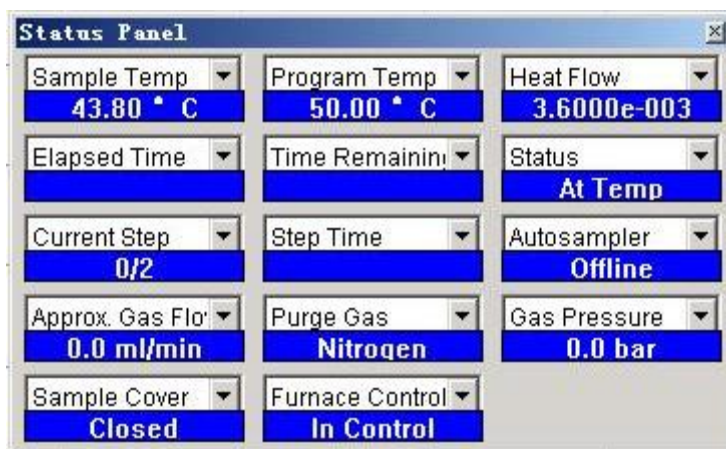 Status Panel
Sample Temp Program Temp Heat Flow
43.80 ° C 50.00 ° C 3.6000e-003
Elapsed Time Time Remaining Status
At Temp
Current Step Step Time Autosampler
0/2 Offline
Approx. Gas Flo Purge Gas Gas Pressure
0.0 ml/min Nitrogen 0.0 bar
Sample Cover Furnace Control
Closed In Control